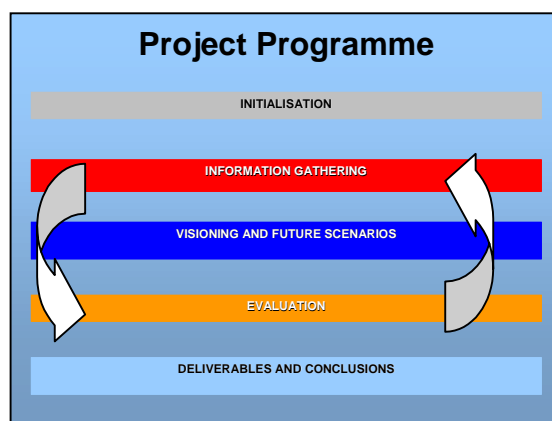 Project Programme
INITIALISATION
INFORMATION GATHERING
VISIONING AND FUTURE SCENARIOS
EVALUATION
DELIVERABLES AND CONCLUSIONS